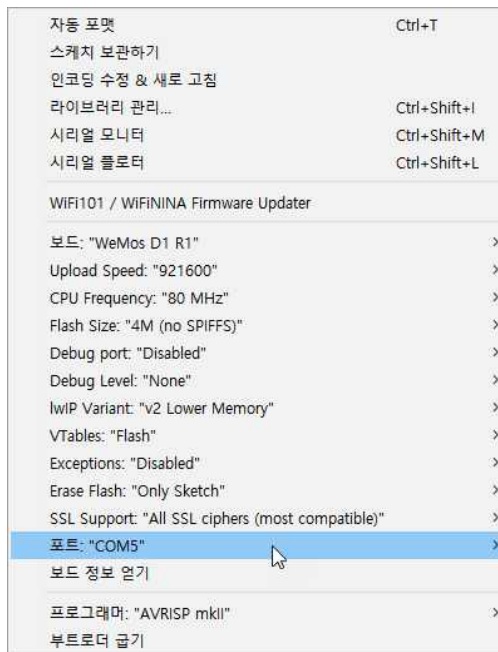 자동 포맷 Ctrl+T
스케치 보관하기
인코딩 수정 & 새로 고침
라이브러리 관리... Ctrl+Shift+I
시리얼 모니터 Ctrl+Shift+M
시리얼 플로터 Ctrl+Shift+L
WiFi101 / WiFiNINA Firmware Updater
보드: "WeMos D1 R1"
Upload Speed: "921600"
CPU Frequency: "80 MHz"
Flash Size: "4M (no SPIFFS)"
Debug port: "Disabled"
Debug Level: "None"
lwIP Variant: "v2 Lower Memory"
VTables: "Flash"
Exceptions: "Disabled"
Erase Flash: "Only Sketch"
SSL Support: "All SSL ciphers (most compatible)"
포트: "COM5"
보드 정보 얻기
프로그래머: "AVRISP mkII"
부트로더 굽기